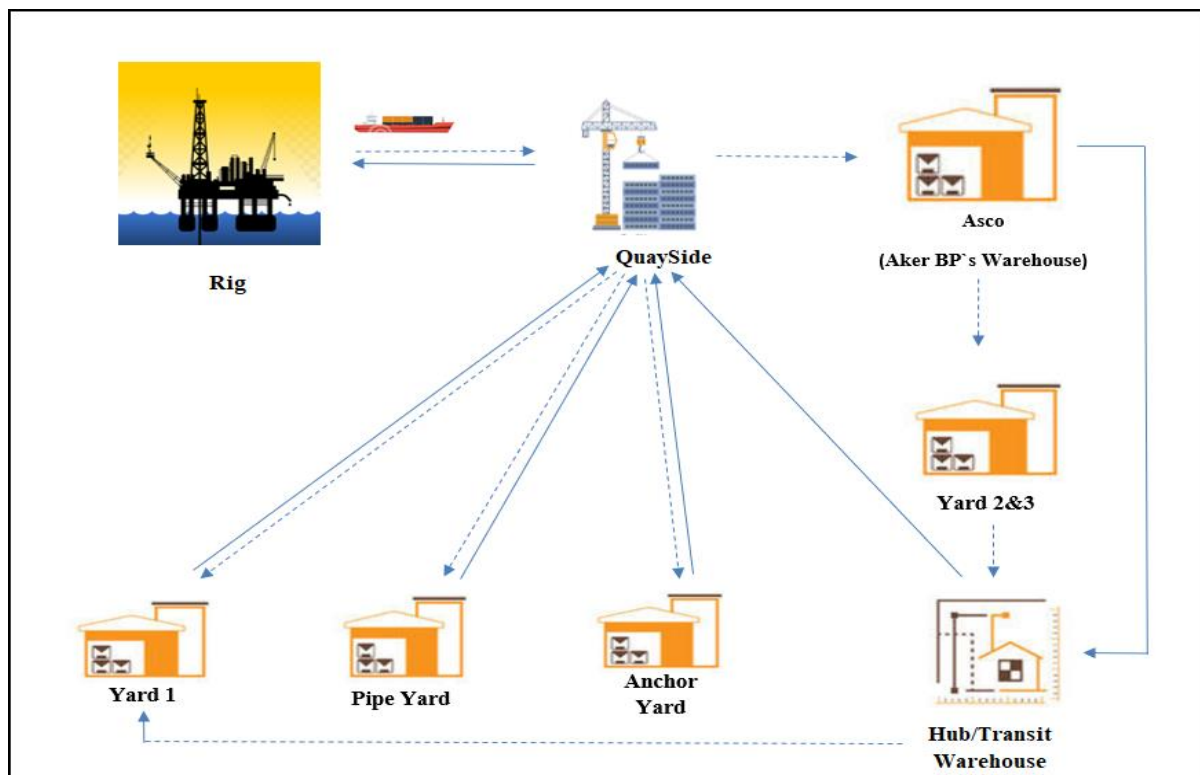 Rig
QuaySide
Asco
(Aker BP`s Warehouse)
Yard 2&3
Yard 1
Pipe Yard
Anchor
Yard
Hub/Transit
Warehouse